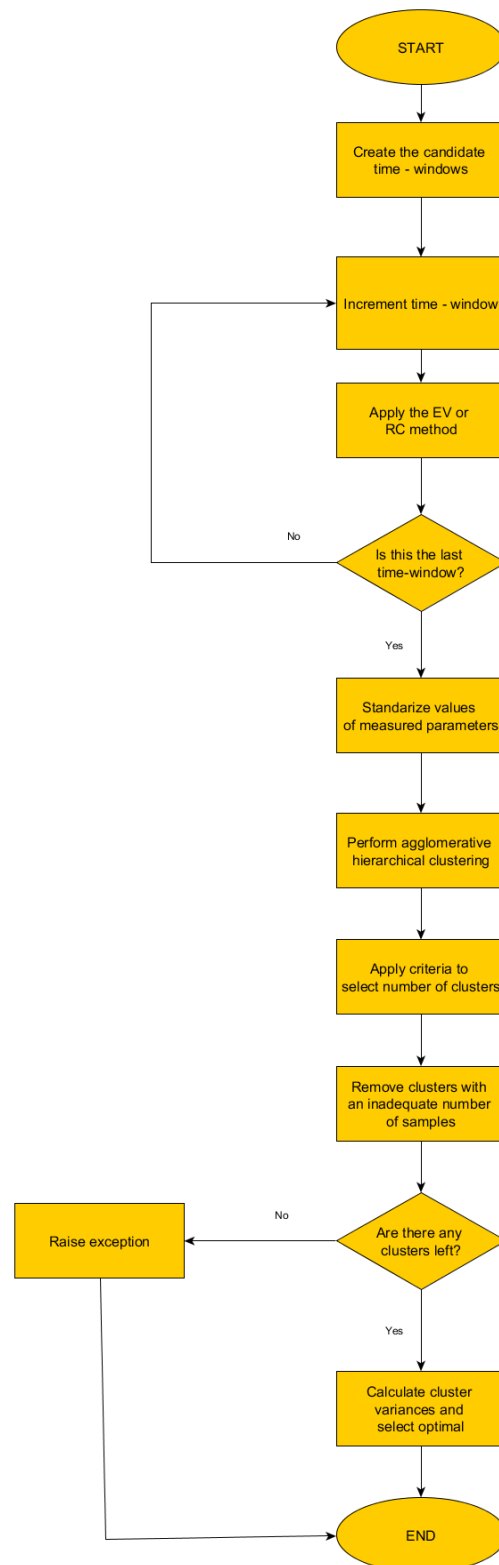 START
Create the candidate
time - windows
Increment time - window
Apply the EV or
RC method
No
Is this the last
time-window?
Yes
Standarize values
of measured parameters
Perform agglomerative
hierarchical clustering
Apply criteria to
select number of clusters
Remove clusters with
an inadequate number
of samples
No
Are there any
clusters left?
Raise exception
Yes
Calculate cluster
variances and
select optimal
END